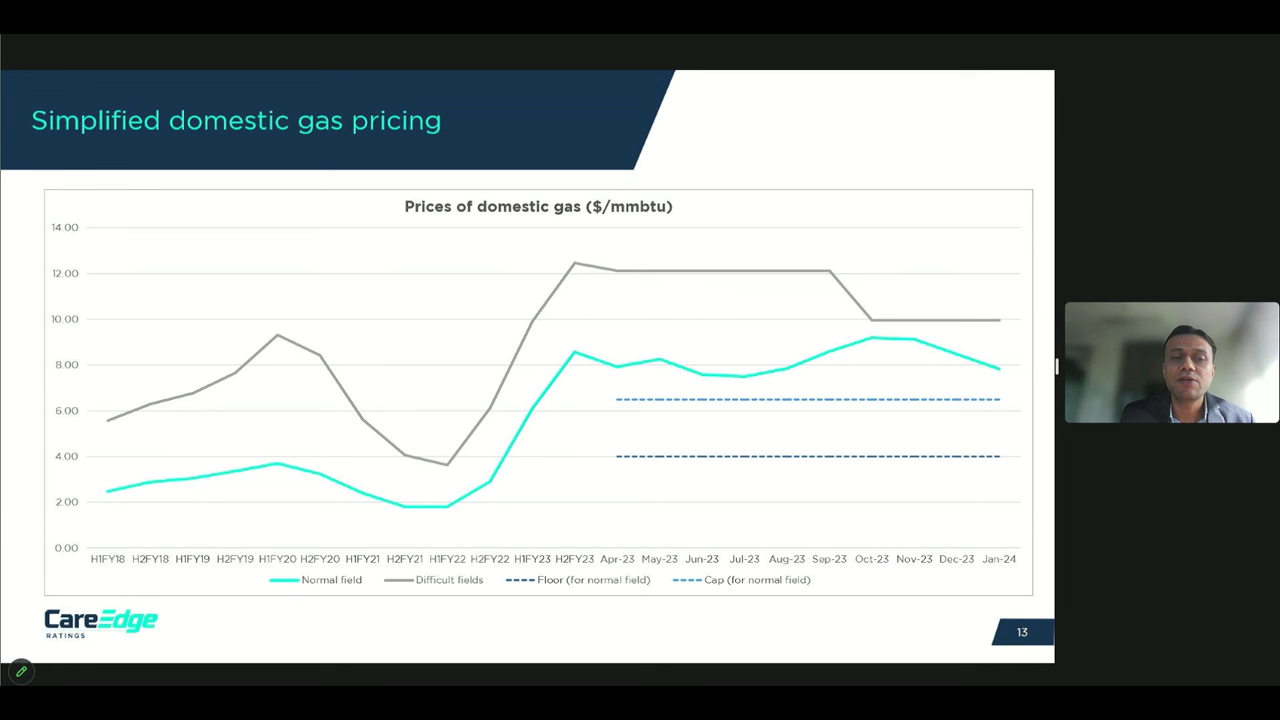 Simplified domestic gas pricing
Prices of domestic gas ($/mmbtu)
14.00
12.00
10.00
8.00
6.00
4.00
2.00
0.00
H1FY18 H2FY18 H1FY19 H2FY19 H1FY20 H2FY20 H1FY21 H2FY21 H1FY22 H2FY22 H1FY23 H2FY23 Apr-23 May-23 Jun-23 Jul-23 Aug-23 Sep-23 Oct-23 Nov-23 Dec-23 Jan-24
Normal field Difficult fields Floor (for normal field) Cap (for normal field)
CareEdge
RATINGS
13